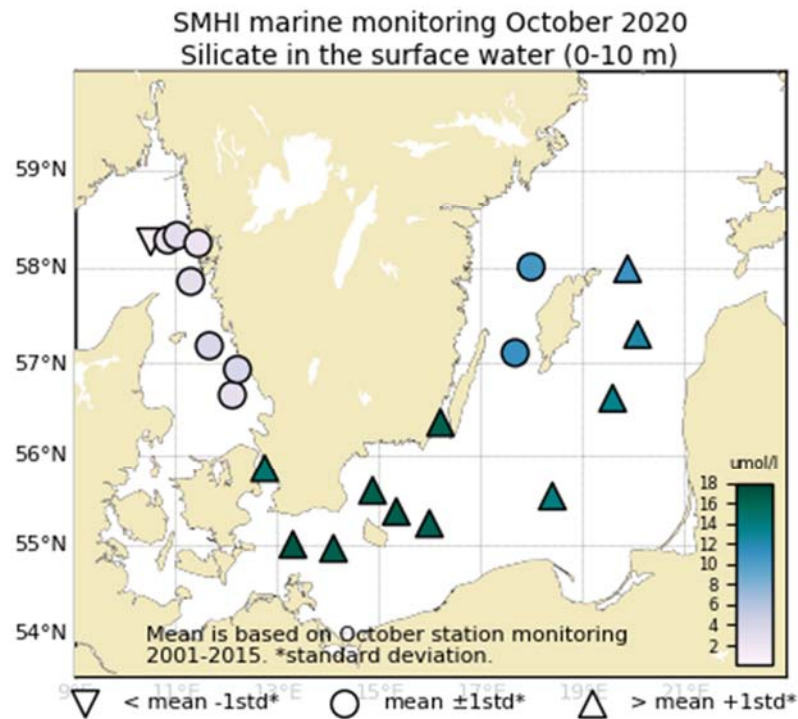 SMHI marine monitoring October 2020
Silicate in the surface water (0-10 m)
59°N
58°N
57°N
56°N
55°N
54°N
umol/l
18
16
14
12
10
8
6
4
2
Mean is based on October station monitoring
2001-2015. *standard deviation.
9°E 11°E 13°E 15°E 17°E 19°E 21°E
< mean -1std* mean ±1std* > mean +1std*